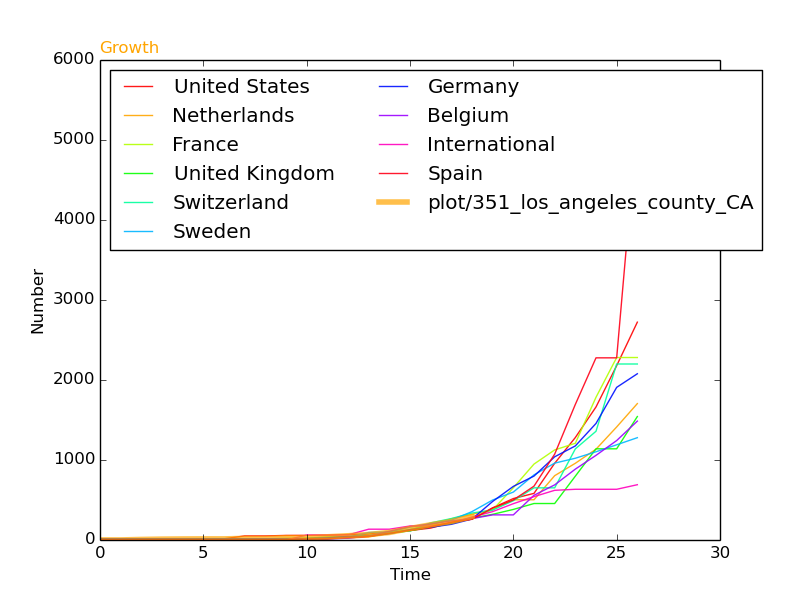 Growth
6000
5000
4000
3000
2000
1000
0
Number
United States
Netherlands
France
United Kingdom
Switzerland
Sweden
Germany
Belgium
International
Spain
plot/351_los_angeles_county_CA
0 5 10 15 20 25 30
Time